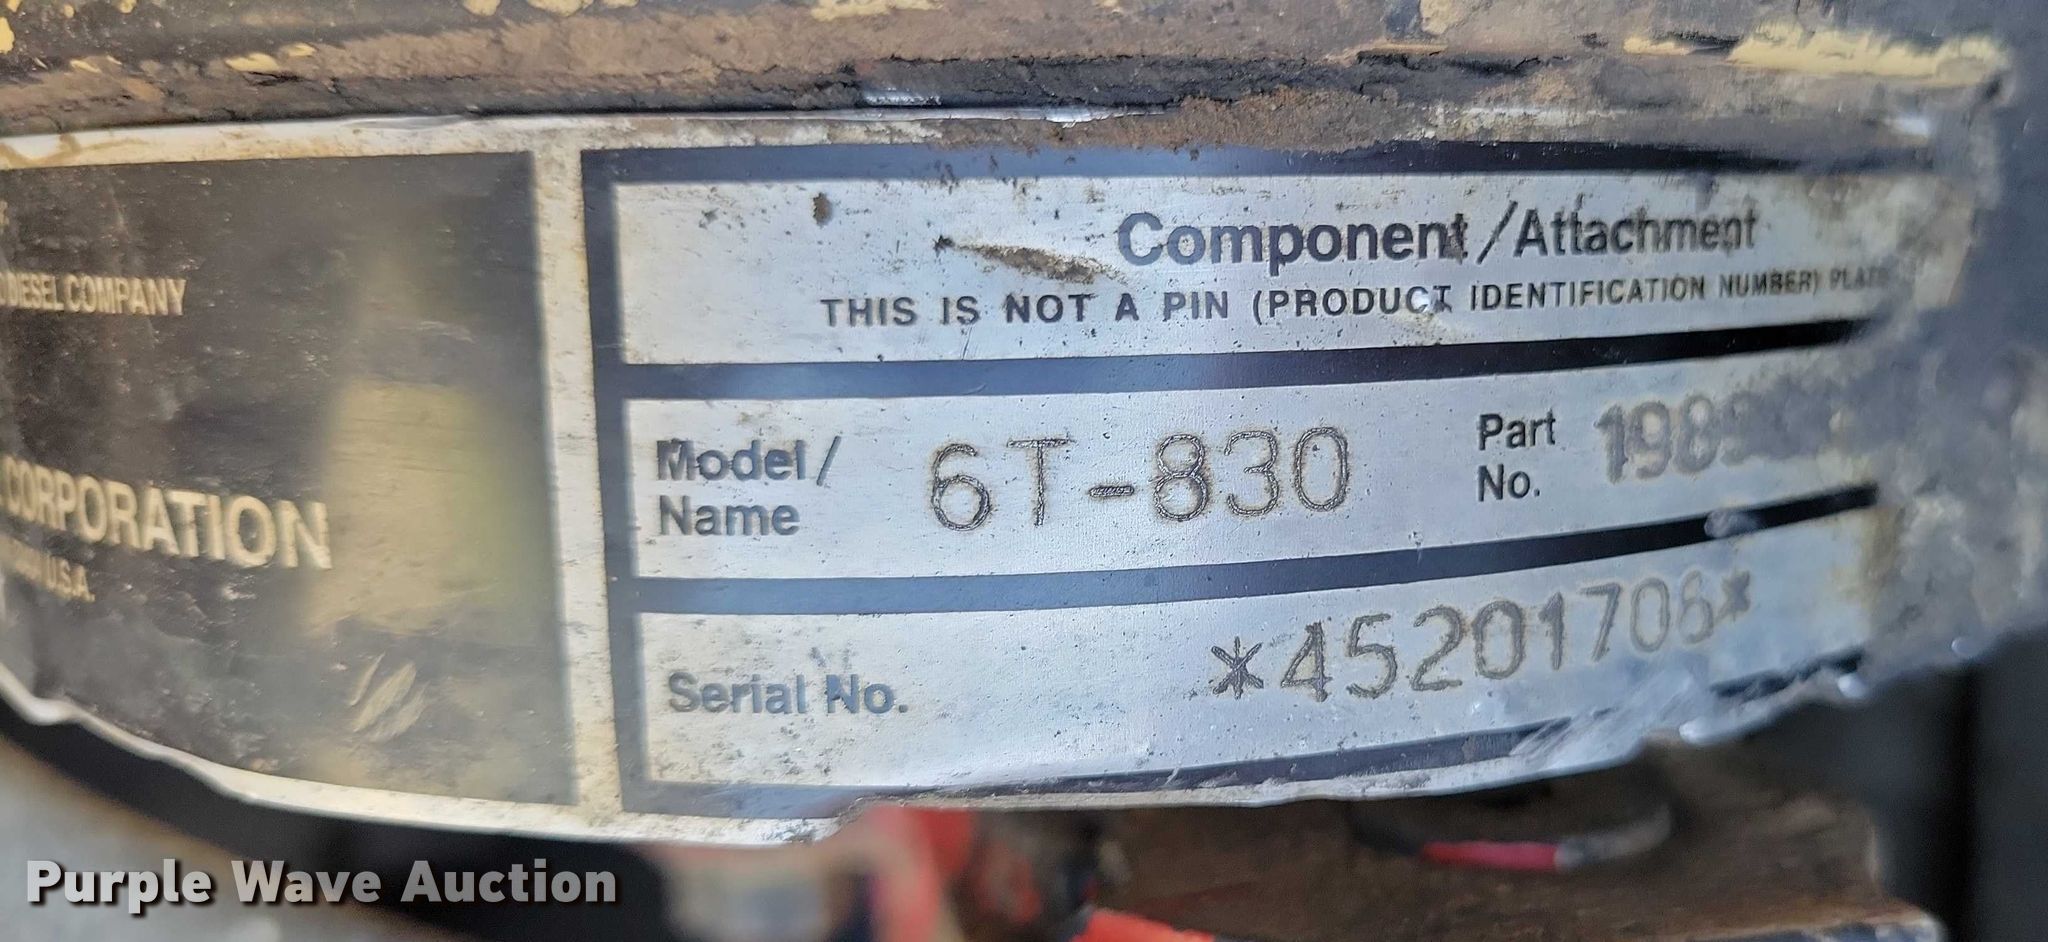 DIESEL COMPANY
CORPORATION
U.S.A.
Component/Attachment
THIS IS NOT A PIN (PRODUCT IDENTIFICATION NUMBER) PLATE
Model/Name 6T-830 Part No.
Serial No. *45201706*
Purple Wave Auction